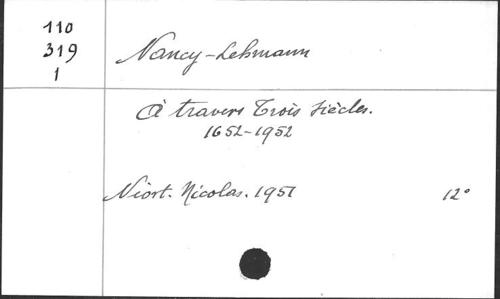 110
319
1
Nancy-Lehmann
À travers Trois siècles.
1652-1952
Niort. Nicolas. 1951 12°